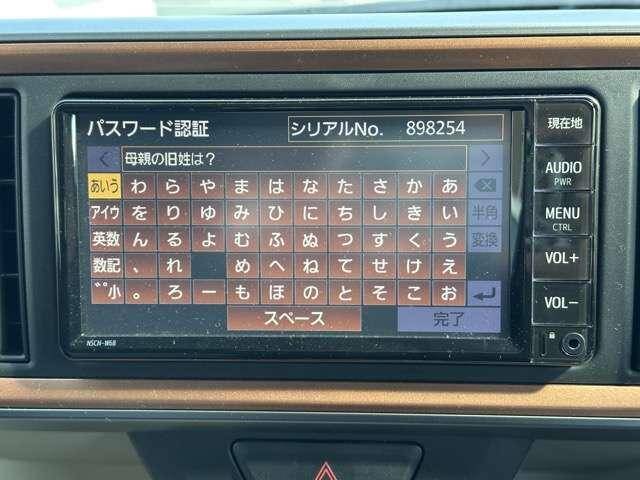 パスワード認証 シリアルNo. 898254
母親の旧姓は？
あいう わ ら や ま は な た さ か あ
アイウ を り ゆ み ひ に ち し き い 半角
英数 ん る よ む ふ ぬ つ す く う 変換
数記 、 れ め へ ね て せ け え
゛゜小 。 ろ ー も ほ の と そ こ お
スペース 完了
NSCN-W68
現在地
AUDIO
PWR
MENU
CTRL
VOL+
VOL−